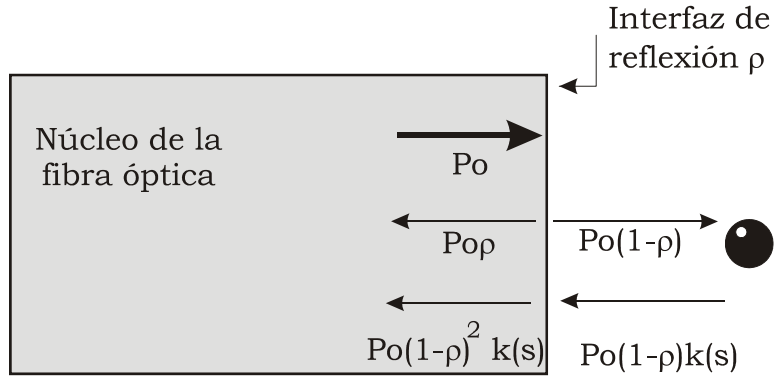 Interfaz de
reflexión ρ
Núcleo de la
fibra óptica
Po
Poρ
Po(1-ρ)
Po(1-ρ)² k(s)
Po(1-ρ)k(s)